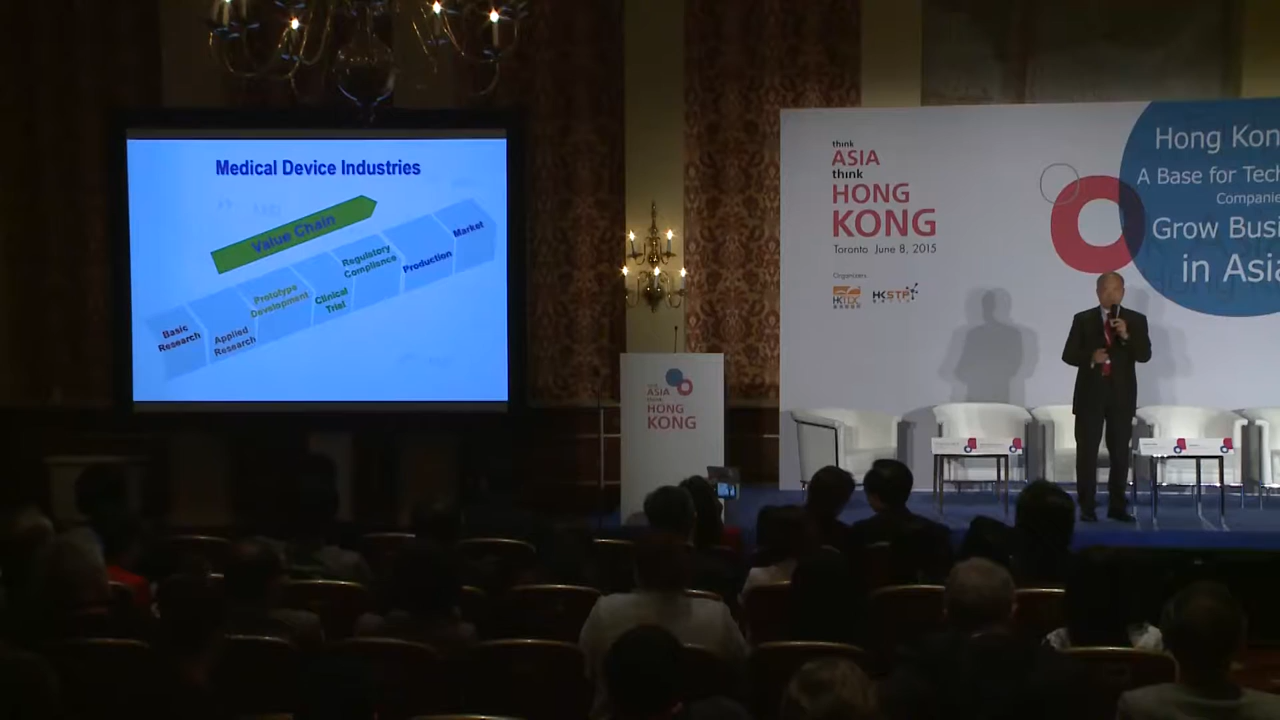 Medical Device Industries
Value Chain
Basic
Research
Applied
Research
Prototype
Development
Clinical
Trial
Regulatory
Compliance
Production
Market
think
ASIA
think
HONG
KONG
Toronto June 8, 2015
Organizers
HKTDC
HKSTP
Hong Kon
A Base for Tech
Companie
Grow Busi
in Asia
ASIA
HONG
KONG